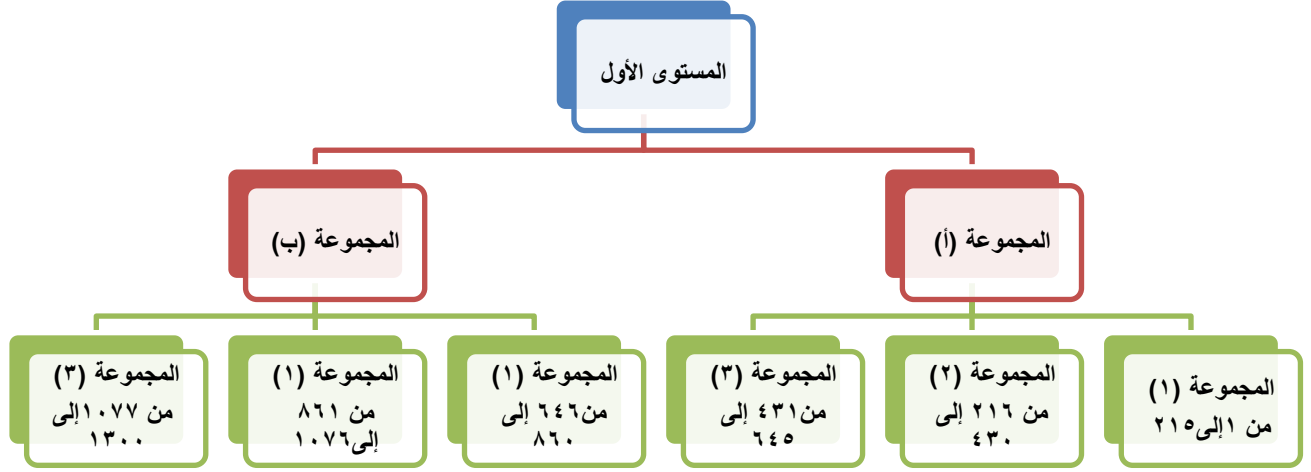 المستوى الأول
المجموعة (أ)
المجموعة (ب)
المجموعة (١)
من ١إلى٢١٥
المجموعة (٢)
من ٢١٦ إلى
٤٣٠
المجموعة (٣)
من٤٣١ إلى
٦٤٥
المجموعة (١)
من٦٤٦ إلى
٨٦٠
المجموعة (١)
من ٨٦١
إلى١٠٧٦
المجموعة (٣)
من ١٠٧٧إلى
١٣٠٠